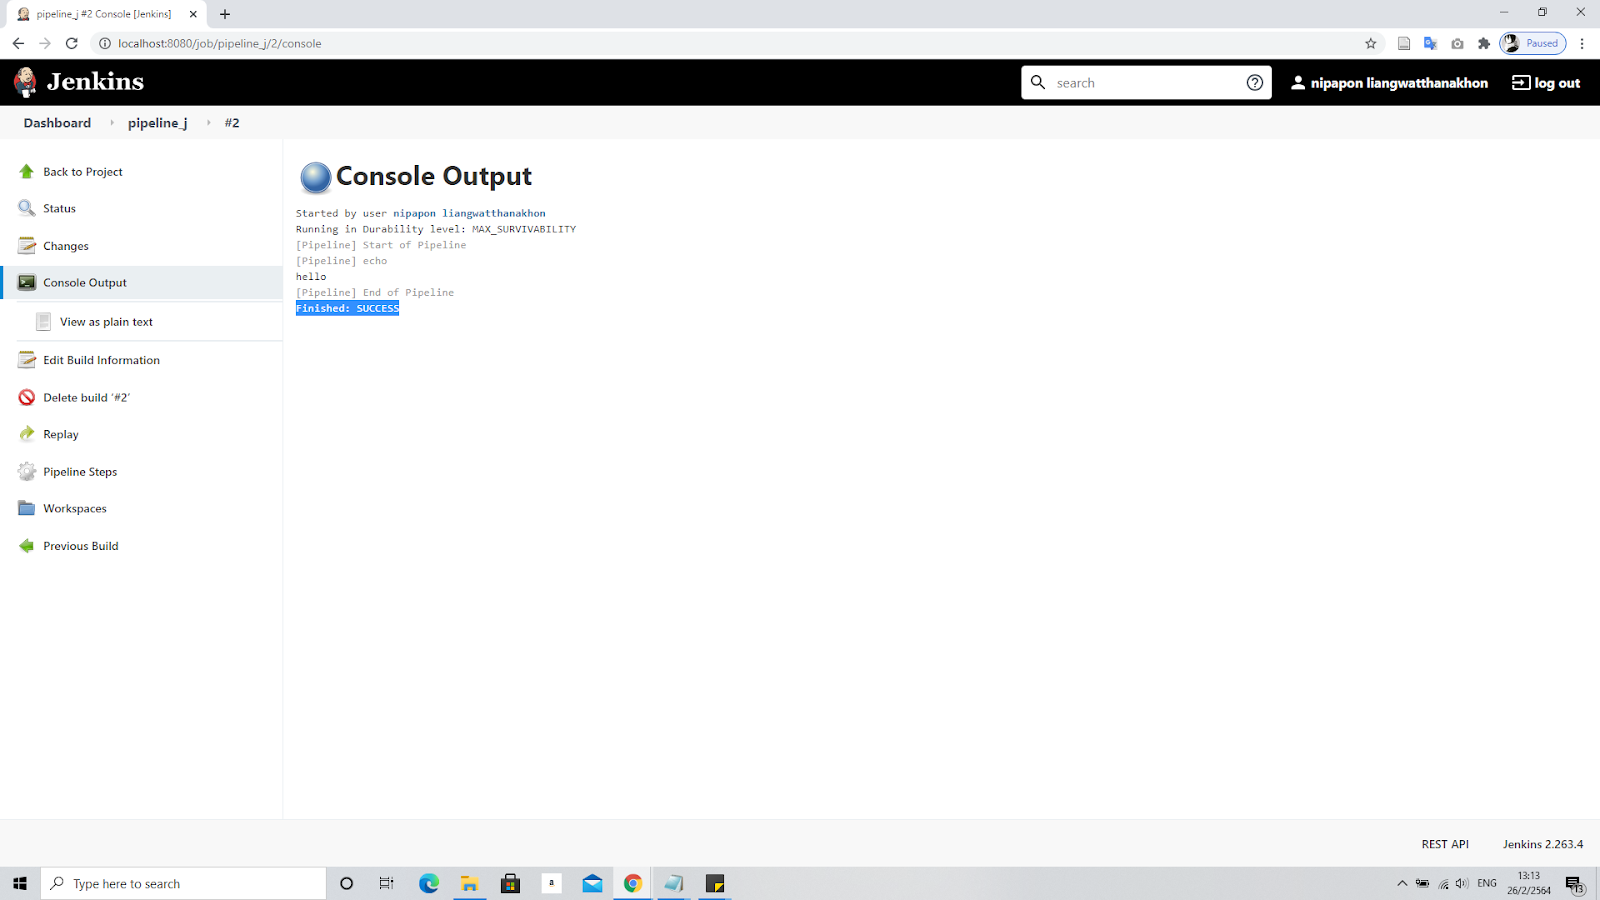 pipeline_j #2 Console [Jenkins]
localhost:8080/job/pipeline_j/2/console
Paused
Jenkins
search
nipapon liangwatthanakhon
log out
Dashboard
pipeline_j
#2
Back to Project
Status
Changes
Console Output
View as plain text
Edit Build Information
Delete build '#2'
Replay
Pipeline Steps
Workspaces
Previous Build
Console Output
Started by user nipapon liangwatthanakhon
Running in Durability level: MAX_SURVIVABILITY
[Pipeline] Start of Pipeline
[Pipeline] echo
hello
[Pipeline] End of Pipeline
Finished: SUCCESS
REST API
Jenkins 2.263.4
Type here to search
a
ENG
13:13
26/2/2564
13